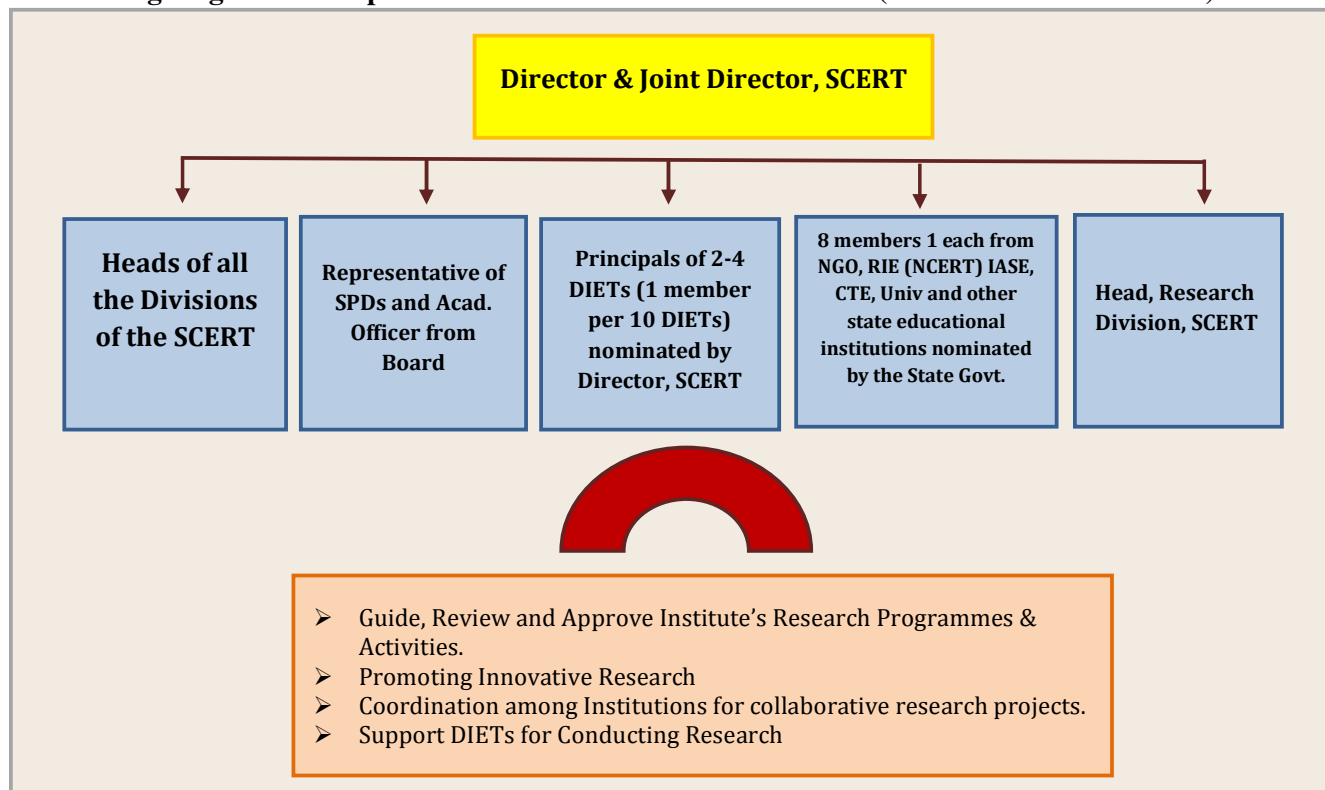 Director & Joint Director, SCERT
Heads of all
the Divisions
of the SCERT
Representative of
SPDs and Acad.
Officer from
Board
Principals of 2-4
DIETs (1 member
per 10 DIETs)
nominated by
Director, SCERT
8 members 1 each from
NGO, RIE (NCERT) IASE,
CTE, Univ and other
state educational
institutions nominated
by the State Govt.
Head, Research
Division, SCERT
➢ Guide, Review and Approve Institute's Research Programmes &
Activities.
➢ Promoting Innovative Research
➢ Coordination among Institutions for collaborative research projects.
➢ Support DIETs for Conducting Research